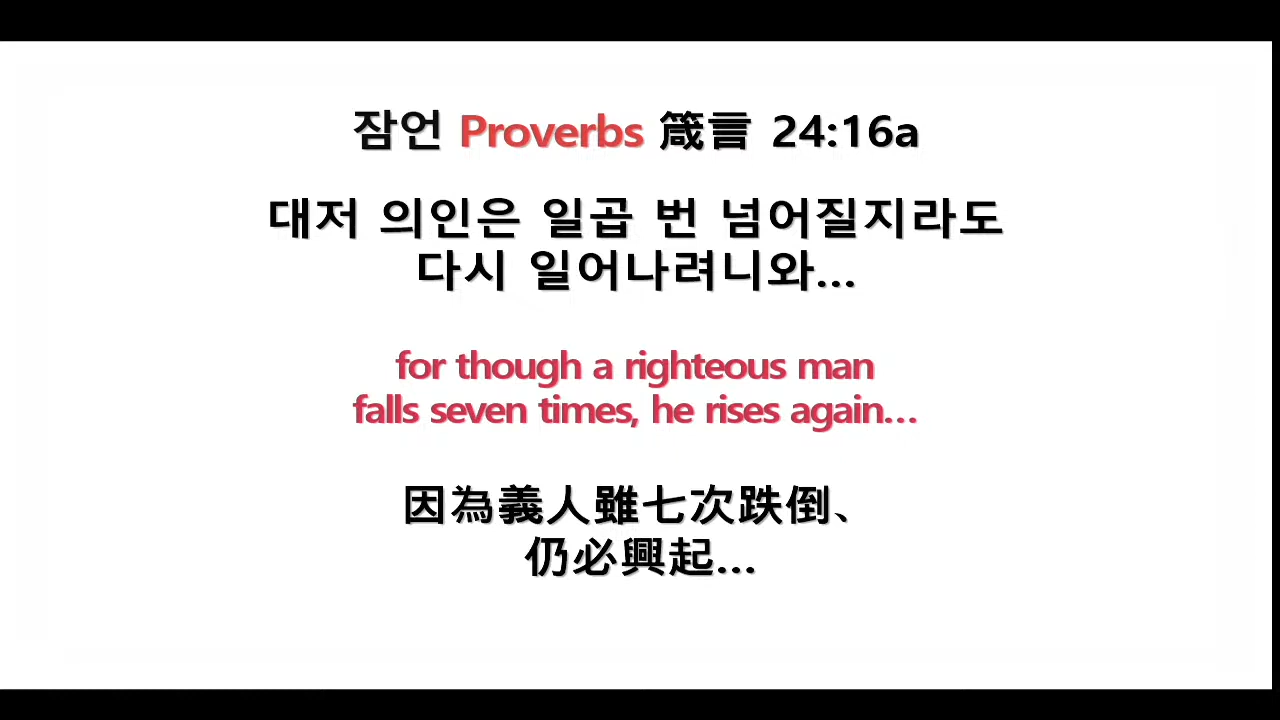 잠언 Proverbs 箴言 24:16a
대저 의인은 일곱 번 넘어질지라도
다시 일어나려니와...
for though a righteous man
falls seven times, he rises again...
因為義人雖七次跌倒、
仍必興起...